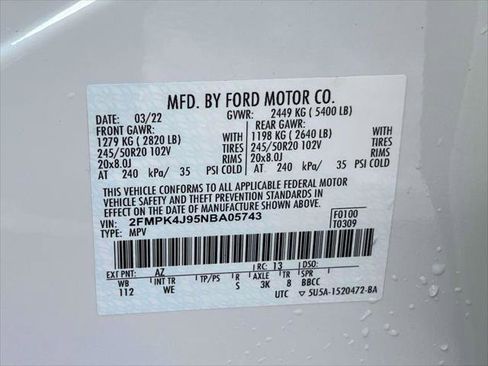 MFD. BY FORD MOTOR CO.
DATE: 03/22 GVWR: 2449 KG ( 5400 LB)
FRONT GAWR: REAR GAWR:
1279 KG ( 2820 LB) 1198 KG ( 2640 LB)
245/50R20 102V TIRES 245/50R20 102V TIRES
20x8.0J RIMS 20x8.0J RIMS
AT 240 kPa/ 35 PSI COLD AT 240 kPa/ 35 PSI COLD
THIS VEHICLE CONFORMS TO ALL APPLICABLE FEDERAL MOTOR
VEHICLE SAFETY AND THEFT PREVENTION STANDARDS IN
EFFECT ON THE DATE OF MANUFACTURE SHOWN ABOVE.
VIN: 2FMPK4J95NBA05743 F0100
TYPE: MPV T0309
EXT PNT: AZ RC: 13
WB INT TR TP/PS R AXLE TR SPR
112 WE S 3K 8 BBCC
UTC ▽ 5U5A-1520472-BA